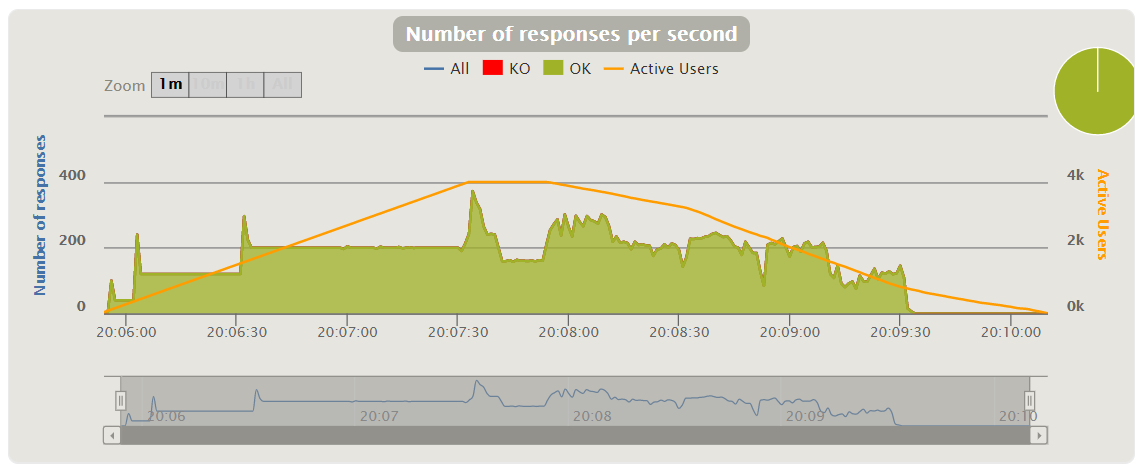 Number of responses per second
All KO OK Active Users
Zoom 1m 10m 1h All
Number of responses
400
200
0
4k
2k
0k
Active Users
20:06:00 20:06:30 20:07:00 20:07:30 20:08:00 20:08:30 20:09:00 20:09:30 20:10:00
20:06 20:07 20:08 20:09 20:10